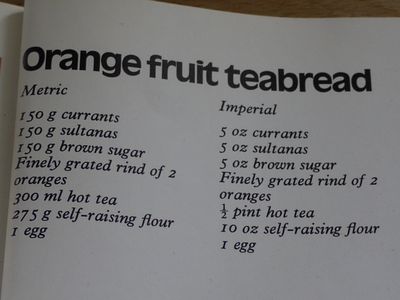 Orange fruit teabread
Metric
150 g currants
150 g sultanas
150 g brown sugar
Finely grated rind of 2
oranges
300 ml hot tea
275 g self-raising flour
1 egg
Imperial
5 oz currants
5 oz sultanas
5 oz brown sugar
Finely grated rind of 2
oranges
½ pint hot tea
10 oz self-raising flour
1 egg